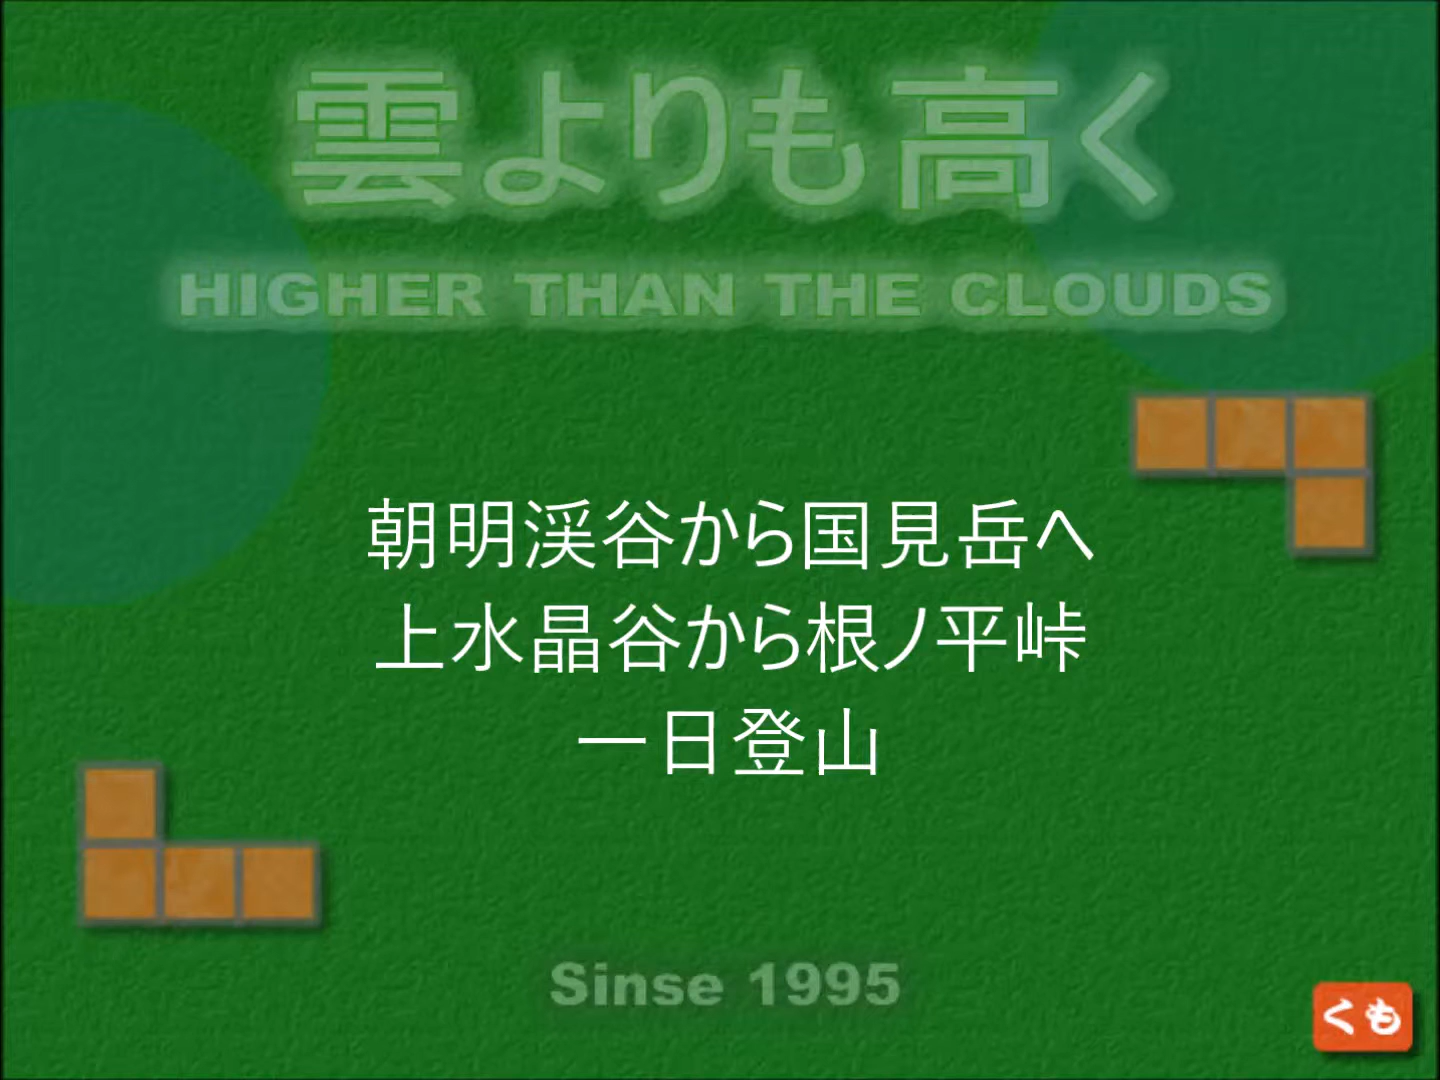 雲よりも高く
HIGHER THAN THE CLOUDS
朝明渓谷から国見岳へ
上水晶谷から根ノ平峠
一日登山
Sinse 1995
くも